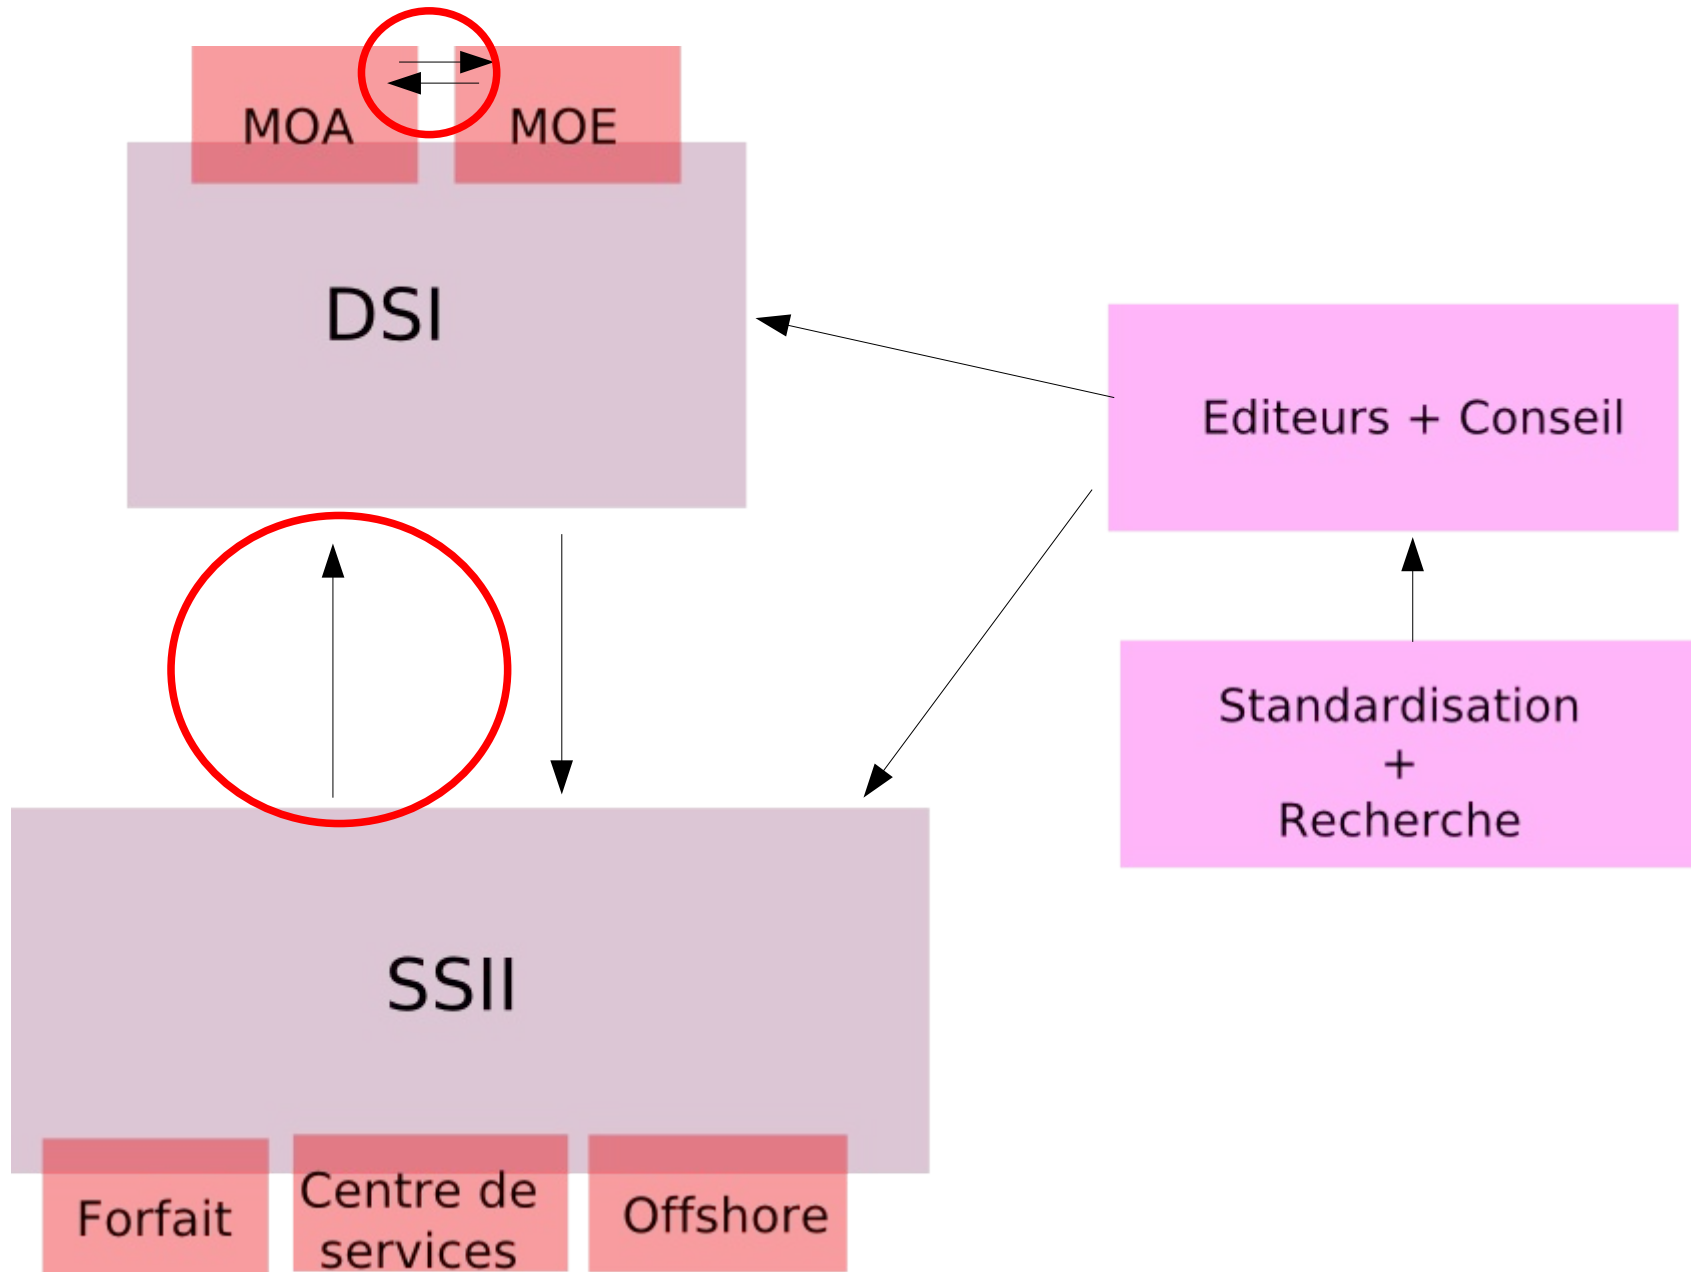 MOA
MOE
DSI
Editeurs + Conseil
Standardisation
+
Recherche
SSII
Forfait
Centre de
services
Offshore